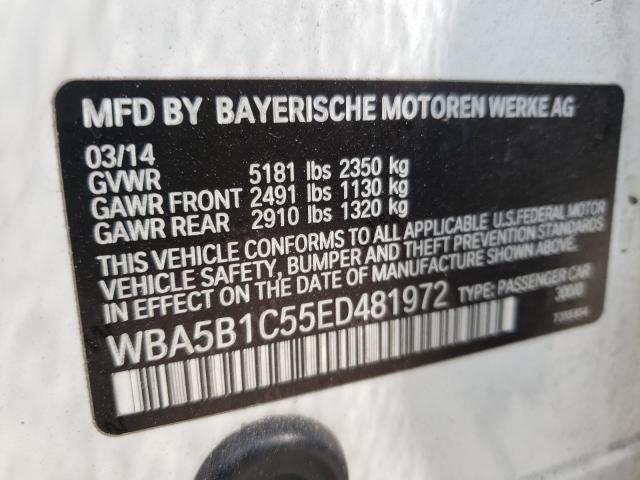 MFD BY BAYERISCHE MOTOREN WERKE AG
03/14
GVWR 5181 lbs 2350 kg
GAWR FRONT 2491 lbs 1130 kg
GAWR REAR 2910 lbs 1320 kg
THIS VEHICLE CONFORMS TO ALL APPLICABLE U.S.FEDERAL MOTOR
VEHICLE SAFETY, BUMPER AND THEFT PREVENTION STANDARDS
IN EFFECT ON THE DATE OF MANUFACTURE SHOWN ABOVE.
WBA5B1C55ED481972 TYPE: PASSENGER CAR